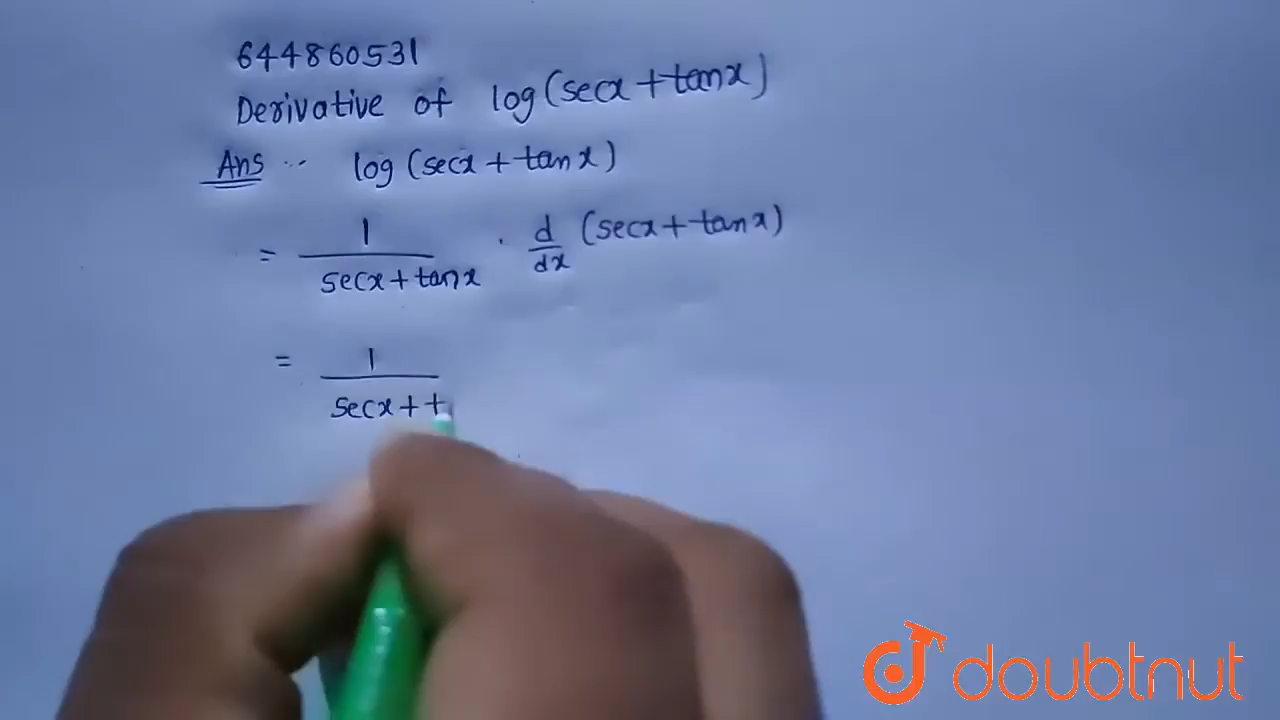 644860531
Derivative of log(secx+tanx)
Ans :- log(secx+tanx)
= 1/secx+tanx · d/dx (secx+tanx)
= 1/secx+t
doubtnut